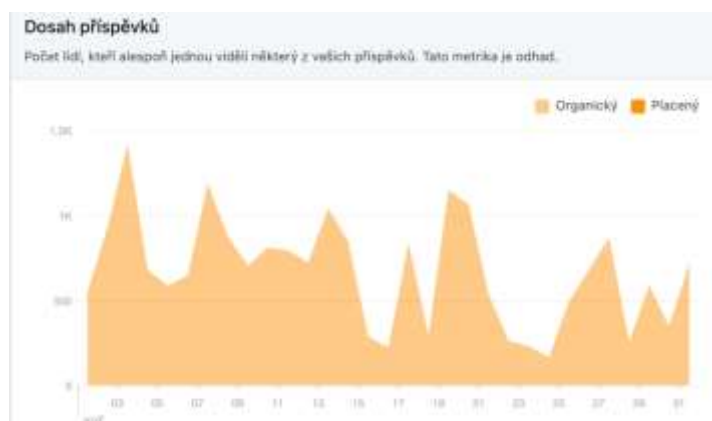 Dosah příspěvků
Počet lidí, kteří alespoň jednou viděli některý z vašich příspěvků. Tato metrika je odhad.
Organický Placený
1,5K
1K
500
0
03 05 07 09 11 13 15 17 19 21 23 25 27 29 31